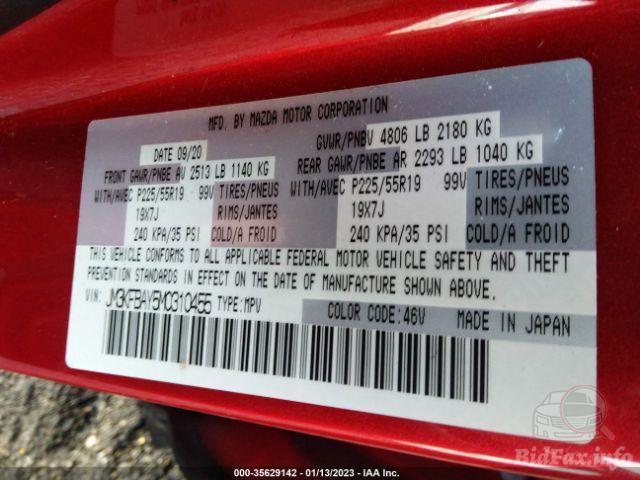 MFD. BY MAZDA MOTOR CORPORATION
DATE 09/20 GVWR/PNBV 4806 LB 2180 KG
FRONT GAWR/PNBE AV 2513 LB 1140 KG REAR GAWR/PNBE AR 2293 LB 1040 KG
WITH/AVEC P225/55R19 99V TIRES/PNEUS WITH/AVEC P225/55R19 99V TIRES/PNEUS
19X7J RIMS/JANTES 19X7J RIMS/JANTES
240 KPA/35 PSI COLD/A FROID 240 KPA/35 PSI COLD/A FROID
THIS VEHICLE CONFORMS TO ALL APPLICABLE FEDERAL MOTOR VEHICLE SAFETY AND THEFT
PREVENTION STANDARDS IN EFFECT ON THE DATE OF MANUFACTURE SHOWN ABOVE.
VIN: JM3KFBAY5M0310455 TYPE:MPV COLOR CODE:46V MADE IN JAPAN
BidFax.info
000-35629142 - 01/13/2023 - IAA Inc.